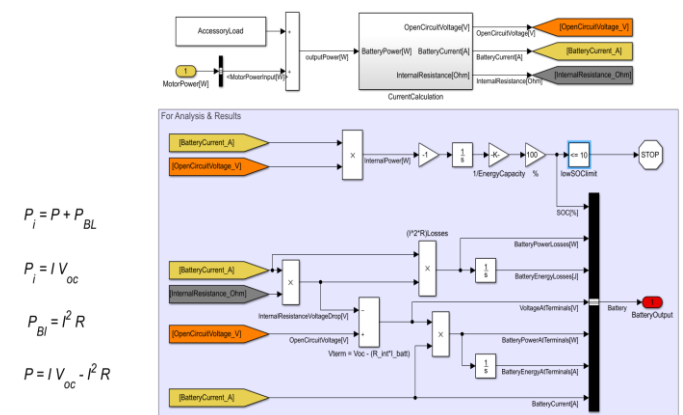 AccessoryLoad
+
+
1
MotorPower[W]
<MotorPowerInput[W]>
outputPower[W]
BatteryPower[W]
OpenCircuitVoltage[V]
BatteryCurrent[A]
InternalResistance[Ohm]
CurrentCalculation
OpenCircuitVoltage[V]
BatteryCurrent[A]
InternalResistance[Ohm]
[OpenCircuitVoltage_V]
[BatteryCurrent_A]
[InternalResistance_Ohm]
For Analysis & Results
[BatteryCurrent_A]
[OpenCircuitVoltage_V]
×
InternalPower[W]
-1
1
s
-K-
1/EnergyCapacity
100
%
<= 10
lowSOClimit
STOP
SOC[%]
P_i = P + P_BL
P_i = I V_oc
P_Bl = I^2 R
P = I V_oc - I^2 R
[BatteryCurrent_A]
[InternalResistance_Ohm]
×
(I^2*R)Losses
×
BatteryPowerLosses[W]
1
s
BatteryEnergyLosses[J]
InternalResistanceVoltageDrop[V]
[OpenCircuitVoltage_V]
OpenCircuitVoltage[V]
−
+
Vterm = Voc - (R_int*I_batt)
VoltageAtTerminals[V]
×
BatteryPowerAtTerminals[W]
1
s
BatteryEnergyAtTerminals[A]
[BatteryCurrent_A]
BatteryCurrent[A]
Battery
1
BatteryOutput